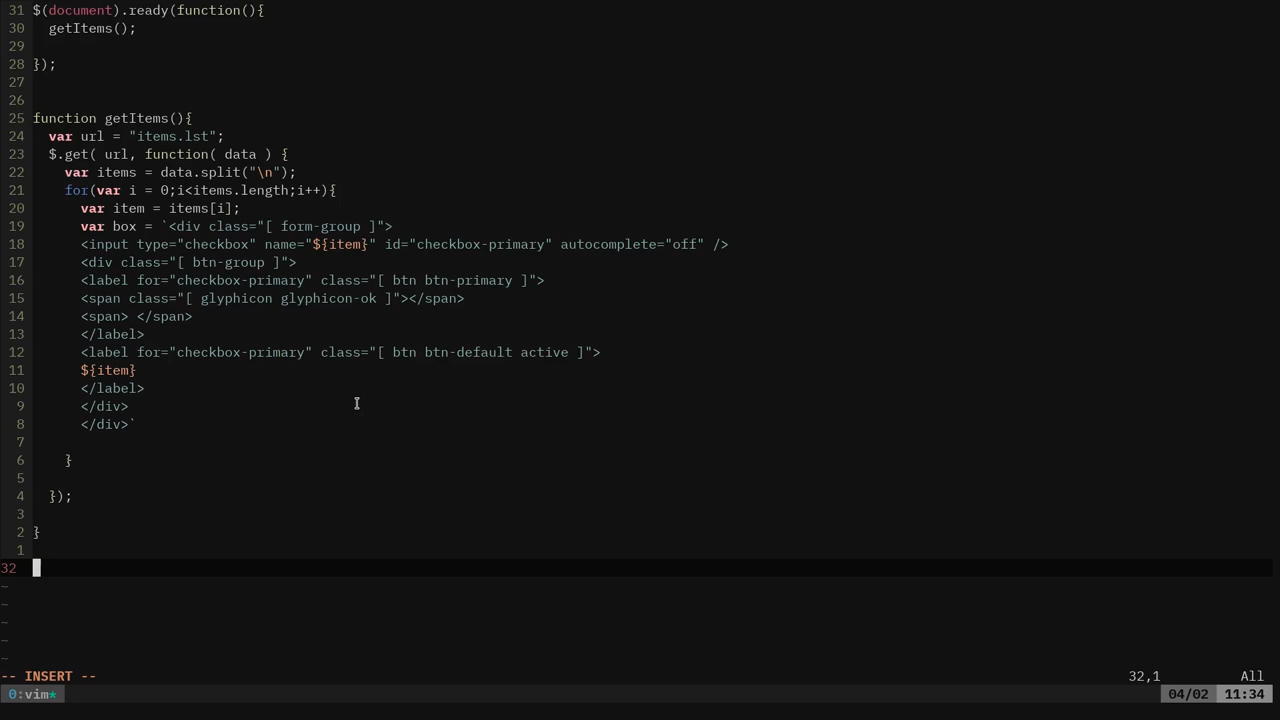 31 $(document).ready(function(){
30   getItems();
29
28 });
27
26
25 function getItems(){
24   var url = "items.lst";
23   $.get( url, function( data ) {
22     var items = data.split("\n");
21     for(var i = 0;i<items.length;i++){
20       var item = items[i];
19       var box = `<div class="[ form-group ]">
18       <input type="checkbox" name="${item}" id="checkbox-primary" autocomplete="off" />
17       <div class="[ btn-group ]">
16       <label for="checkbox-primary" class="[ btn btn-primary ]">
15       <span class="[ glyphicon glyphicon-ok ]"></span>
14       <span> </span>
13       </label>
12       <label for="checkbox-primary" class="[ btn btn-default active ]">
11       ${item}
10       </label>
9       </div>
8       </div>`
7
6     }
5
4   });
3
2 }
1
32
~
~
~
~
~
-- INSERT -- 32,1 All
0:vim* 04/02 11:34